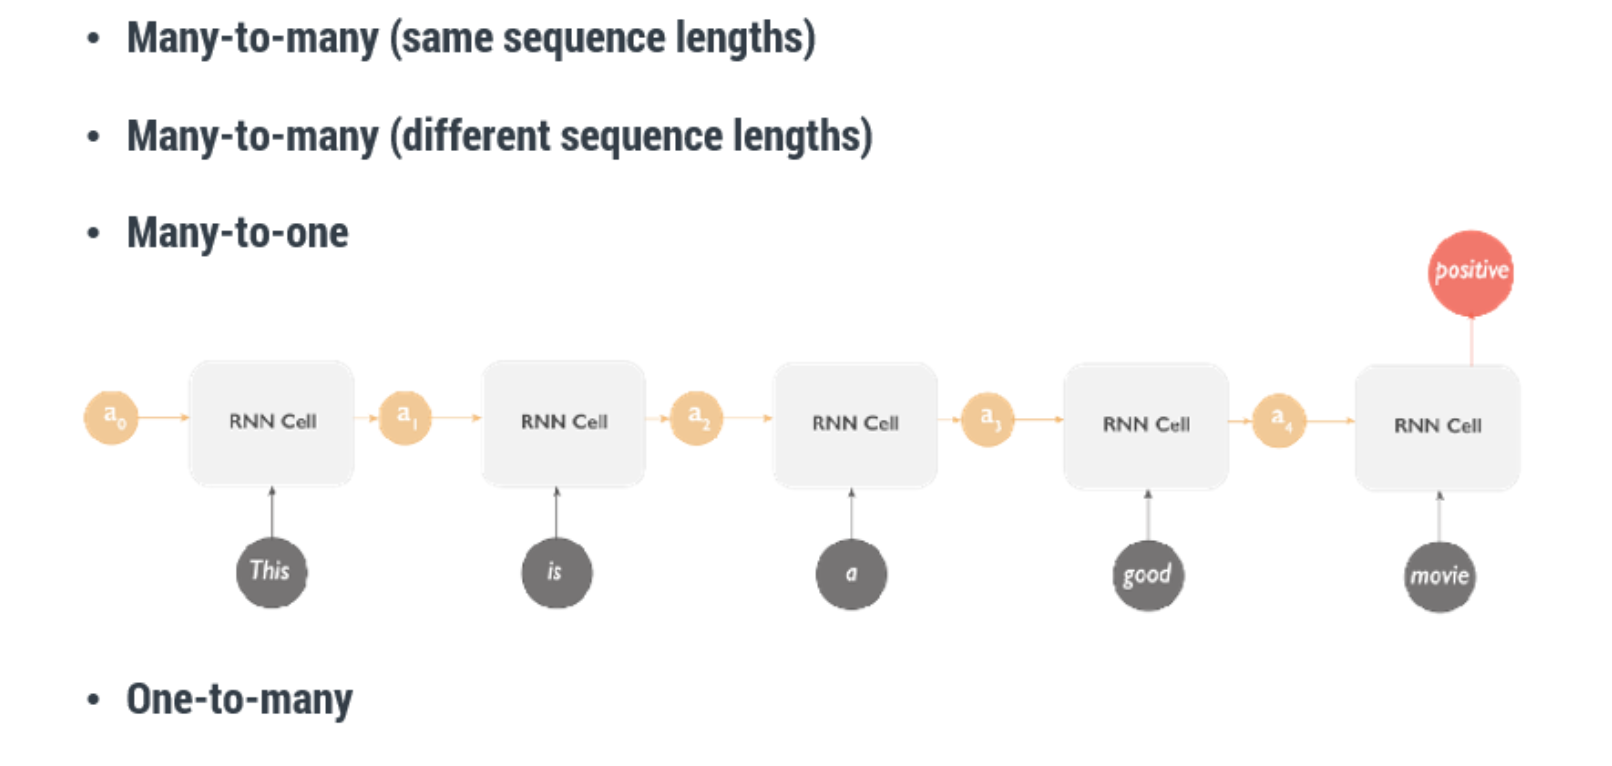 • Many-to-many (same sequence lengths)
• Many-to-many (different sequence lengths)
• Many-to-one
positive
a0 RNN Cell a1 RNN Cell a2 RNN Cell a3 RNN Cell a4 RNN Cell
This is a good movie
• One-to-many